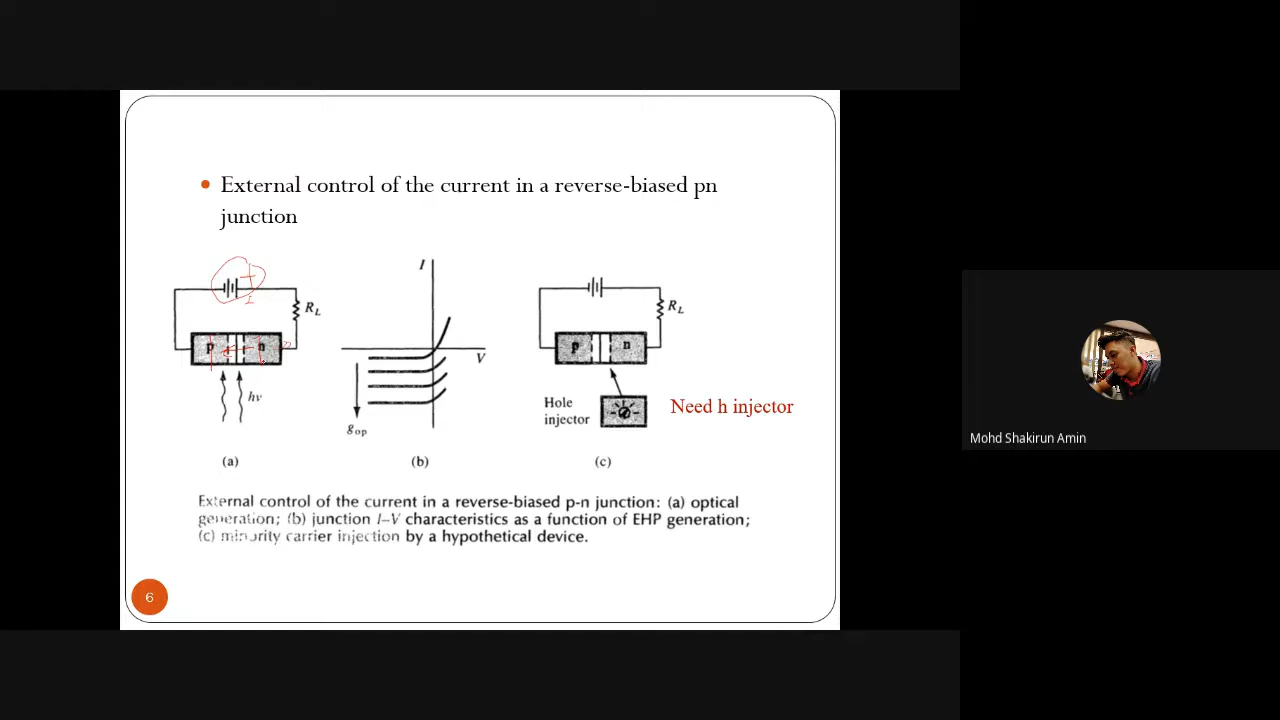 • External control of the current in a reverse-biased pn
junction
I
R_L
p n
V
hν
g_op
R_L
p n
Hole
injector
Need h injector
(a) (b) (c)
External control of the current in a reverse-biased p-n junction: (a) optical
generation; (b) junction I–V characteristics as a function of EHP generation;
(c) minority carrier injection by a hypothetical device.
6
Mohd Shakirun Amin